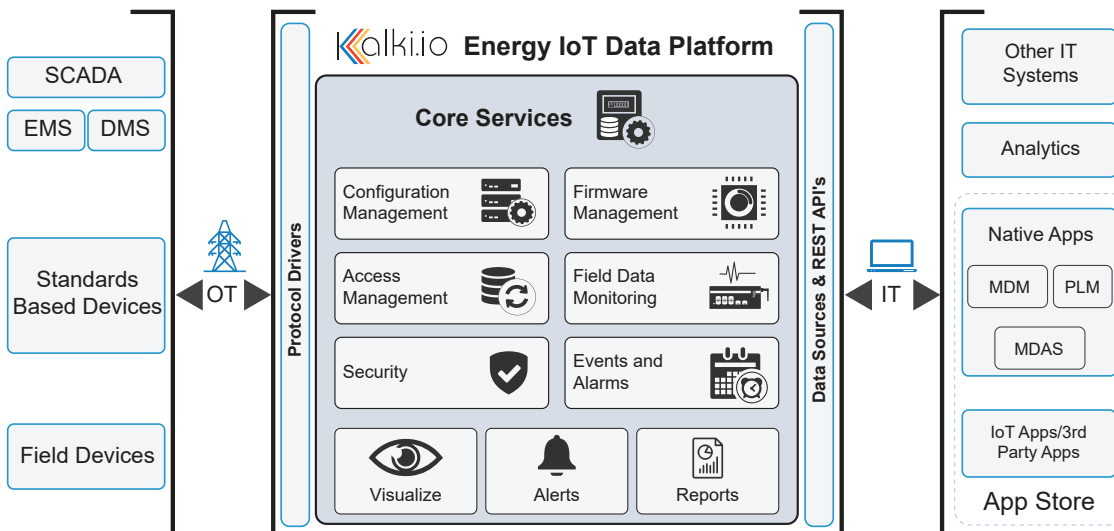 SCADA
EMS
DMS
Standards
Based Devices
Field Devices
OT
Protocol Drivers
Kalki.io Energy IoT Data Platform
Core Services
Configuration
Management
Firmware
Management
Access
Management
Field Data
Monitoring
Security
Events and
Alarms
Visualize
Alerts
Reports
Data Sources & REST API's
IT
Other IT
Systems
Analytics
Native Apps
MDM
PLM
MDAS
IoT Apps/3rd
Party Apps
App Store